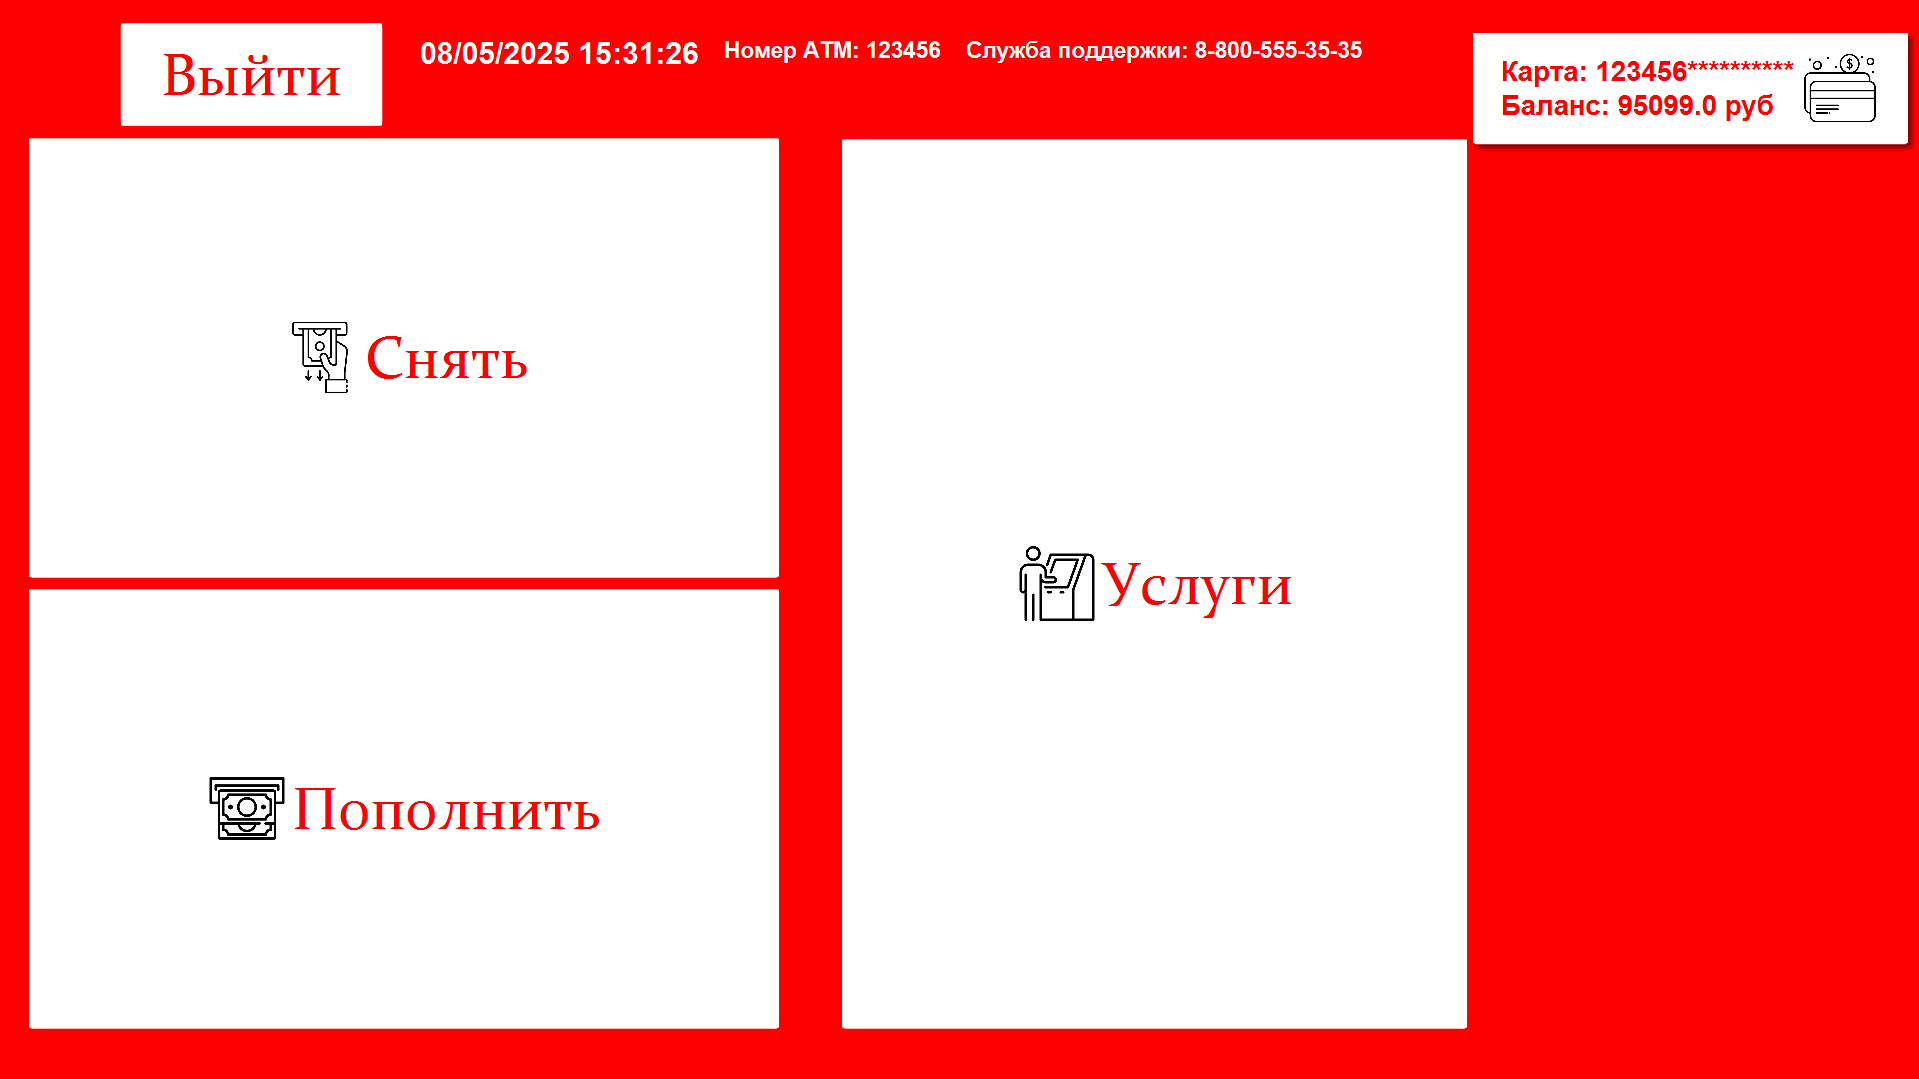 Выйти
08/05/2025 15:31:26
Номер АТМ: 123456
Служба поддержки: 8-800-555-35-35
Карта: 123456**********
Баланс: 95099.0 руб
Снять
Услуги
Пополнить